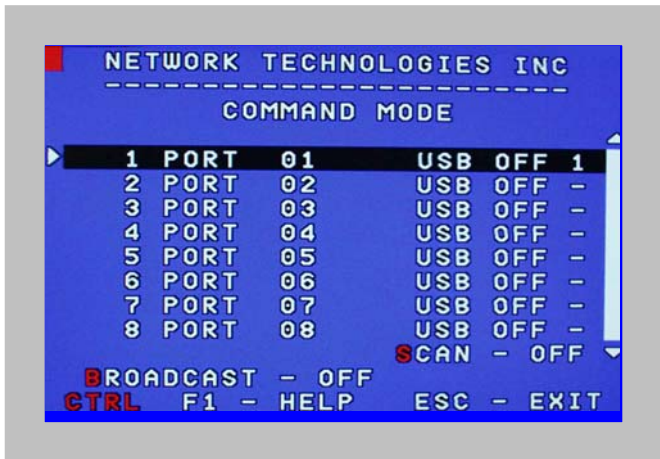 NETWORK TECHNOLOGIES INC
------------------------
COMMAND MODE
1 PORT 01 USB OFF 1
2 PORT 02 USB OFF -
3 PORT 03 USB OFF -
4 PORT 04 USB OFF -
5 PORT 05 USB OFF -
6 PORT 06 USB OFF -
7 PORT 07 USB OFF -
8 PORT 08 USB OFF -
SCAN - OFF
BROADCAST - OFF
CTRL F1 - HELP ESC - EXIT